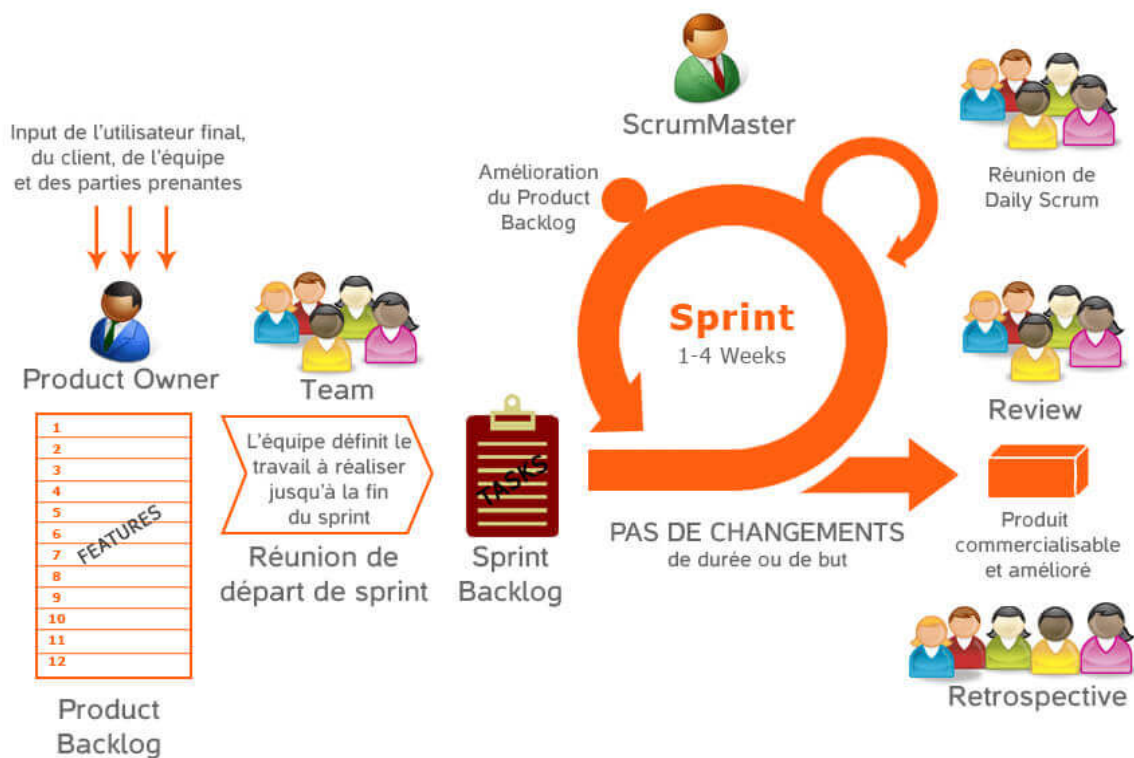 Input de l'utilisateur final,
du client, de l'équipe
et des parties prenantes
Product Owner
1
2
3
4
5
6
7
8
9
10
11
12
FEATURES
Product
Backlog
Team
L'équipe définit le
travail à réaliser
jusqu'à la fin
du sprint
Réunion de
départ de sprint
TASKS
Sprint
Backlog
ScrumMaster
Amélioration
du Product
Backlog
Sprint
1-4 Weeks
PAS DE CHANGEMENTS
de durée ou de but
Réunion de
Daily Scrum
Review
Produit
commercialisable
et amélioré
Retrospective